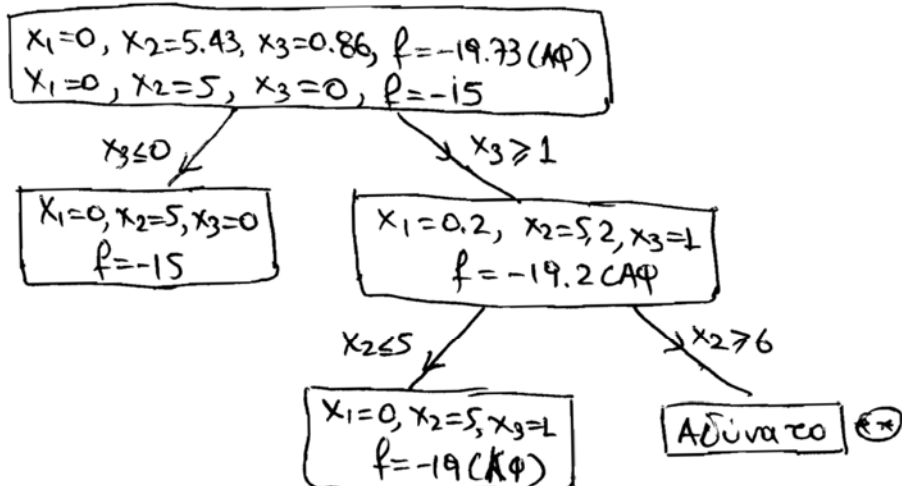 x₁=0, x₂=5.43, x₃=0.86, f=-19.73 (ΑΦ)
x₁=0, x₂=5, x₃=0, f=-15
x₃≤0
x₃≥1
x₁=0, x₂=5, x₃=0
f=-15
x₁=0.2, x₂=5,2, x₃=1
f=-19.2 (ΑΦ
x₂≤5
x₂≥6
x₁=0, x₂=5, x₃=1
f=-19 (ΑΦ)
Αδύνατο (**)